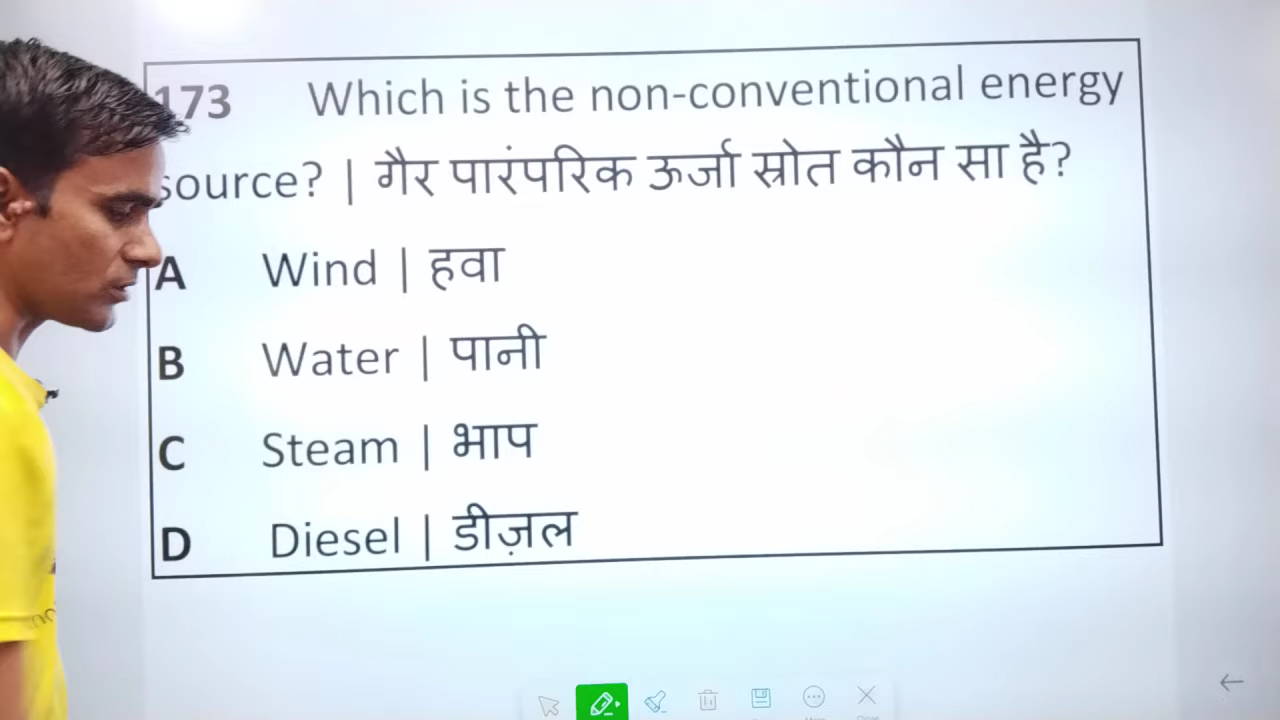 173 Which is the non-conventional energy
source? | गैर पारंपरिक ऊर्जा स्रोत कौन सा है?
A Wind | हवा
B Water | पानी
C Steam | भाप
D Diesel | डीज़ल